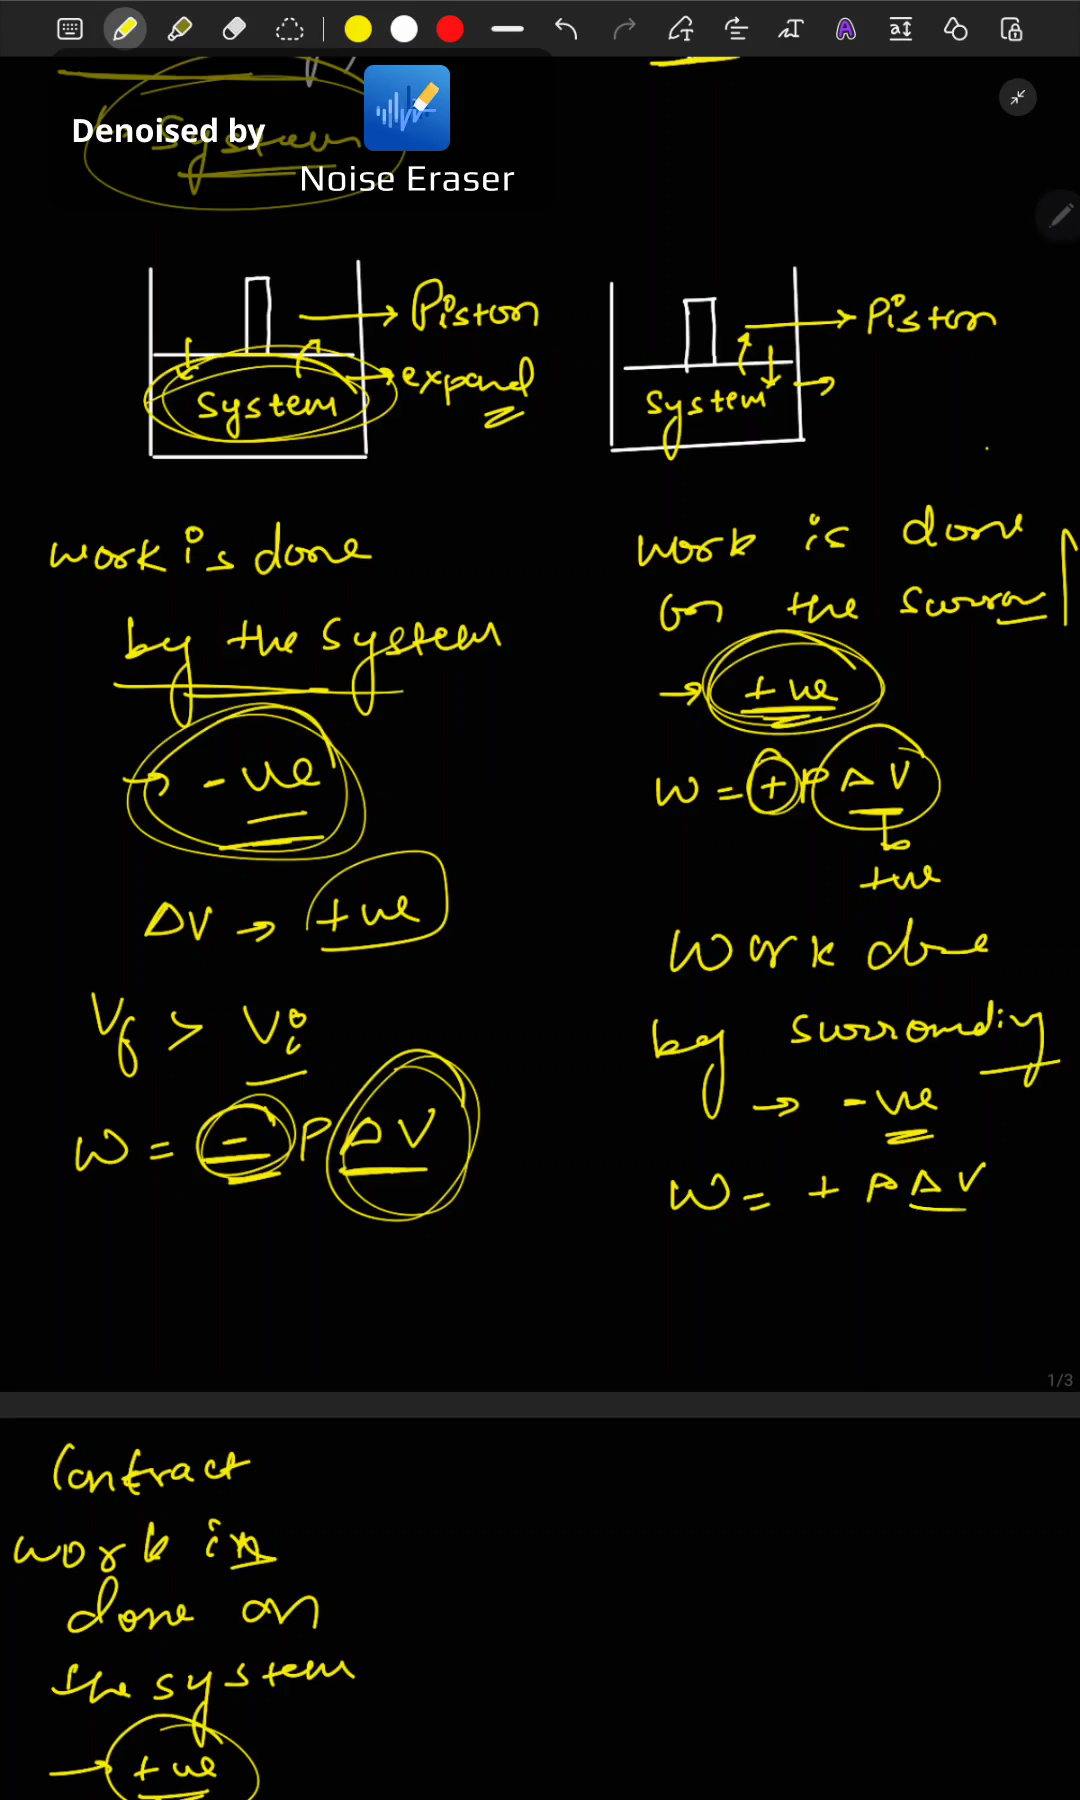 Denoised by
Noise Eraser
System
Piston
expand
System
Piston
System
work is done
by the system
→ -ve
ΔV → +ve
Vf > Vi
W = - PΔV
work is done
on the surron
→ +ve
W = + PΔV
+ve
Work done
by surronding
→ -ve
W = + PΔV
1/3
Contract
work is
done on
the system
→ +ve